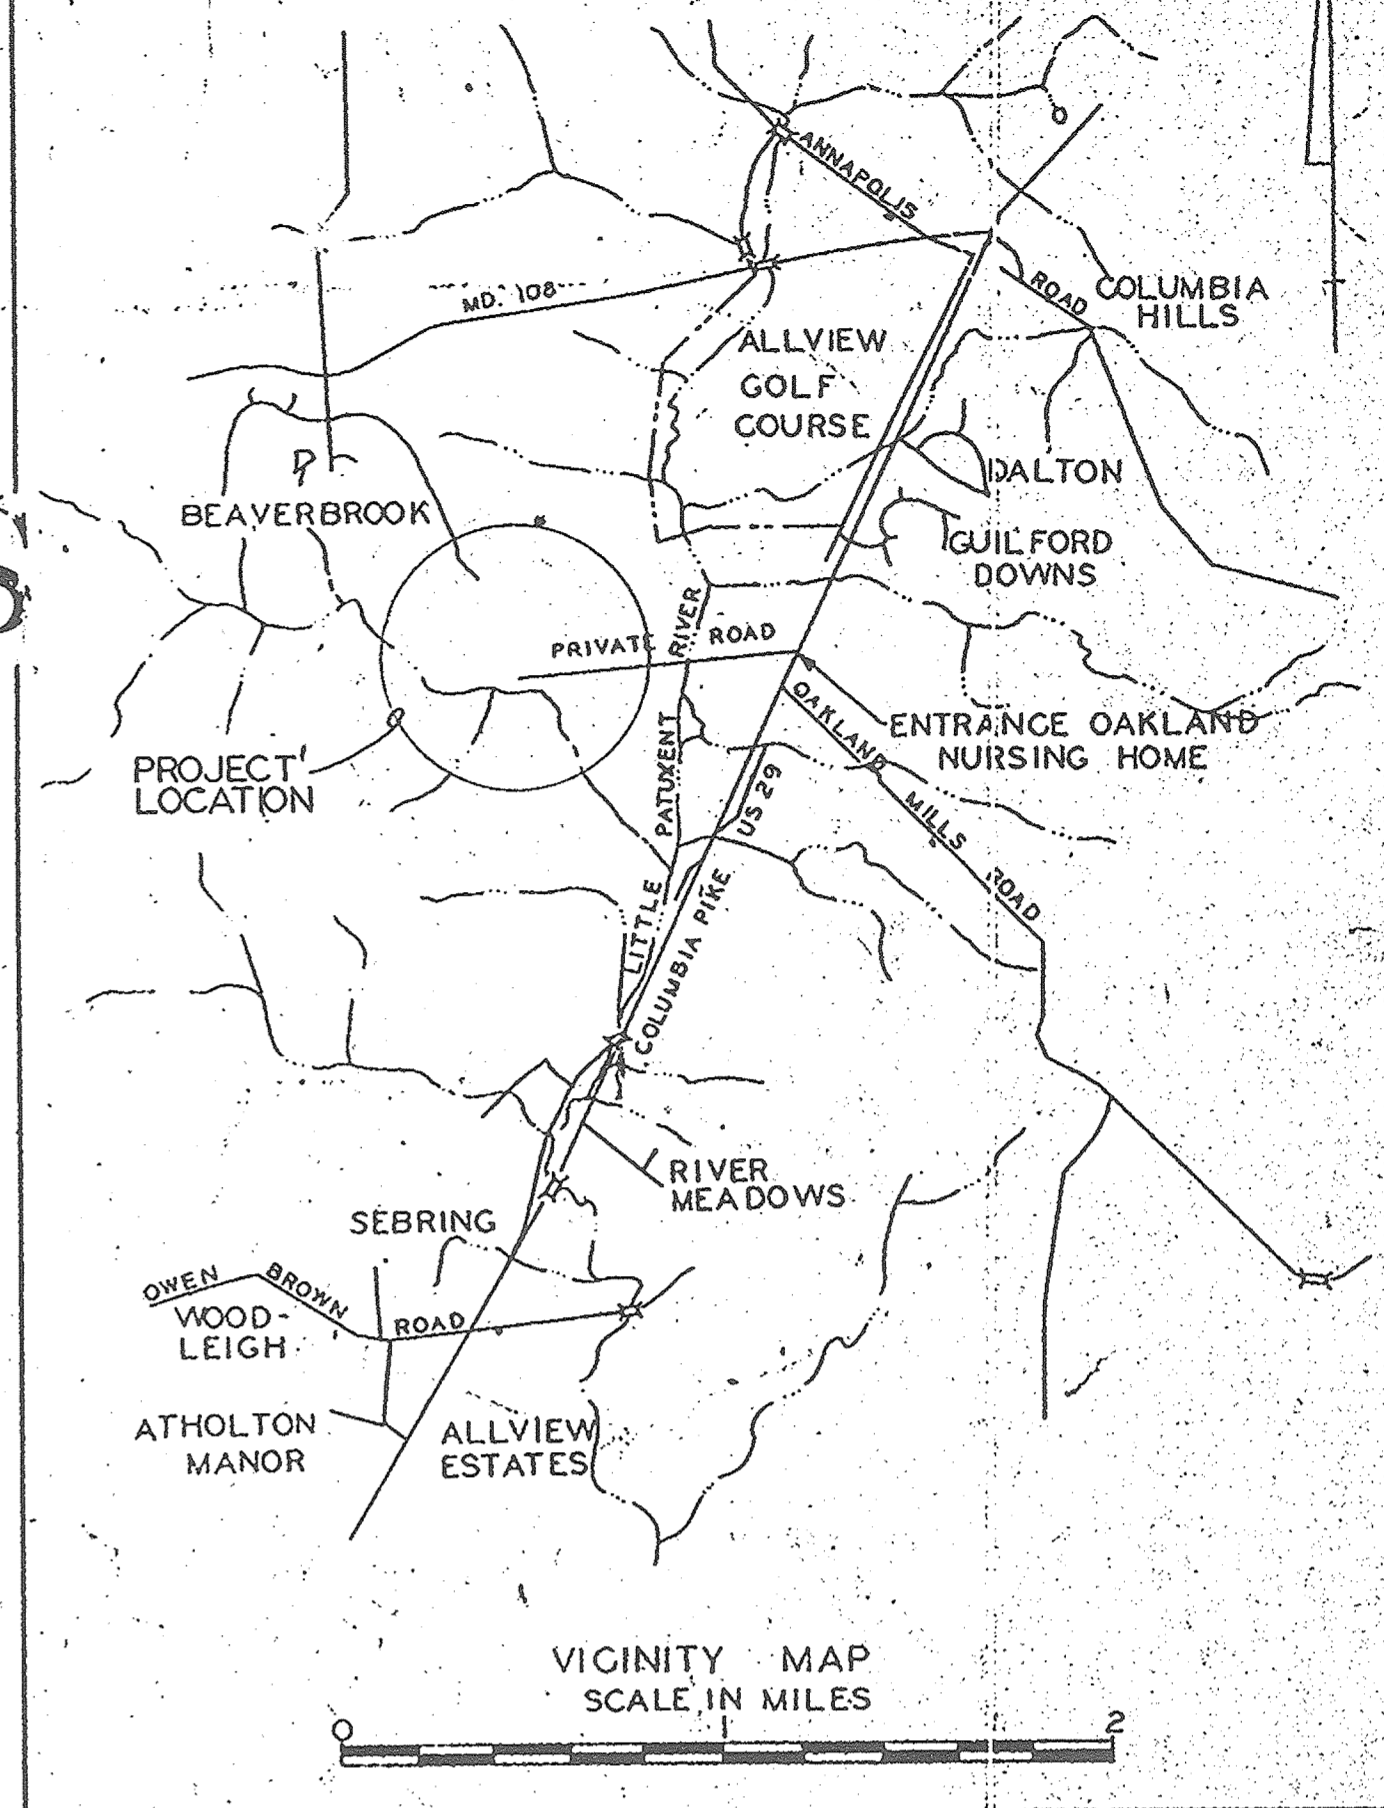 ANNAPOLIS
ROAD
COLUMBIA
HILLS
MD. 108
ALLVIEW
GOLF
COURSE
DALTON
BEAVERBROOK
GUILFORD
DOWNS
PRIVATE ROAD
LITTLE PATUXENT RIVER
ENTRANCE OAKLAND
NURSING HOME
OAKLAND MILLS ROAD
PROJECT
LOCATION
US 29
COLUMBIA PIKE
RIVER
MEADOWS
SEBRING
OWEN BROWN ROAD
WOOD-
LEIGH
ATHOLTON
MANOR
ALLVIEW
ESTATES
VICINITY MAP
SCALE IN MILES
0 1 2